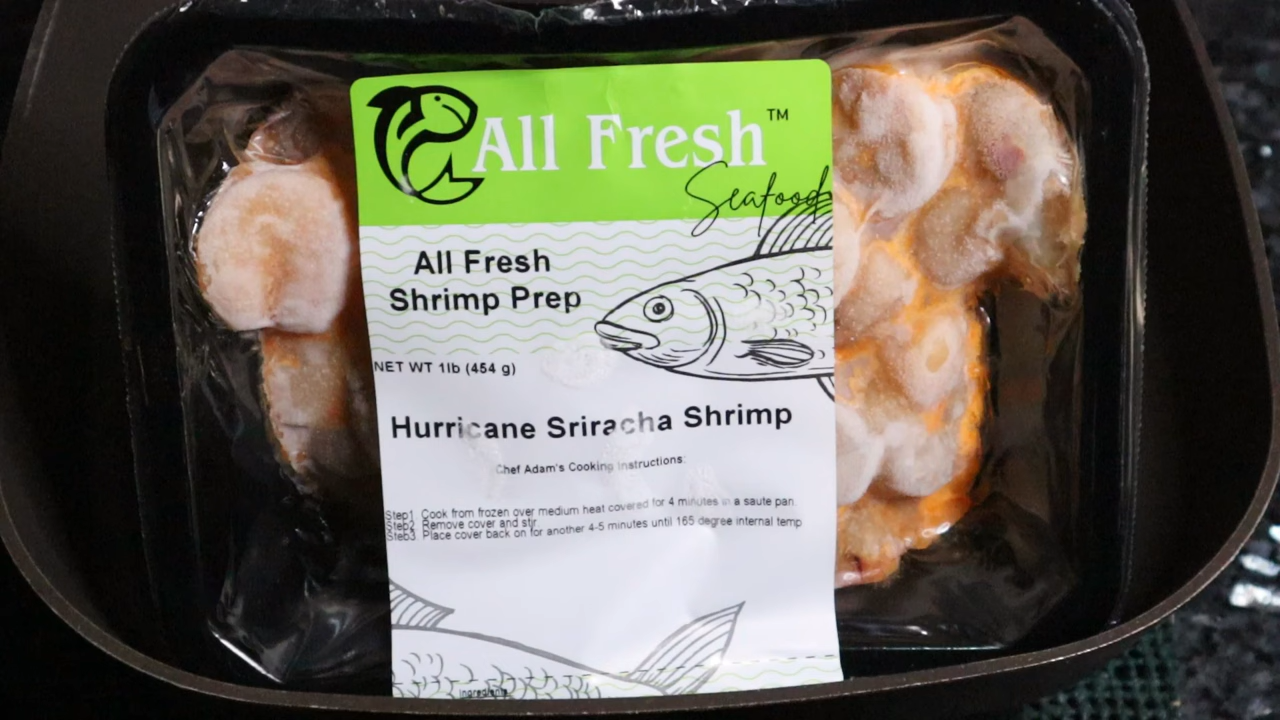 All Fresh™
Seafood
All Fresh
Shrimp Prep
NET WT 1lb (454 g)
Hurricane Sriracha Shrimp
Chef Adam's Cooking Instructions:
Step1 Cook from frozen over medium heat covered for 4 minutes in a saute pan
Step2 Remove cover and stir
Step3 Place cover back on for another 4-5 minutes until 165 degree internal temp
Ingredients